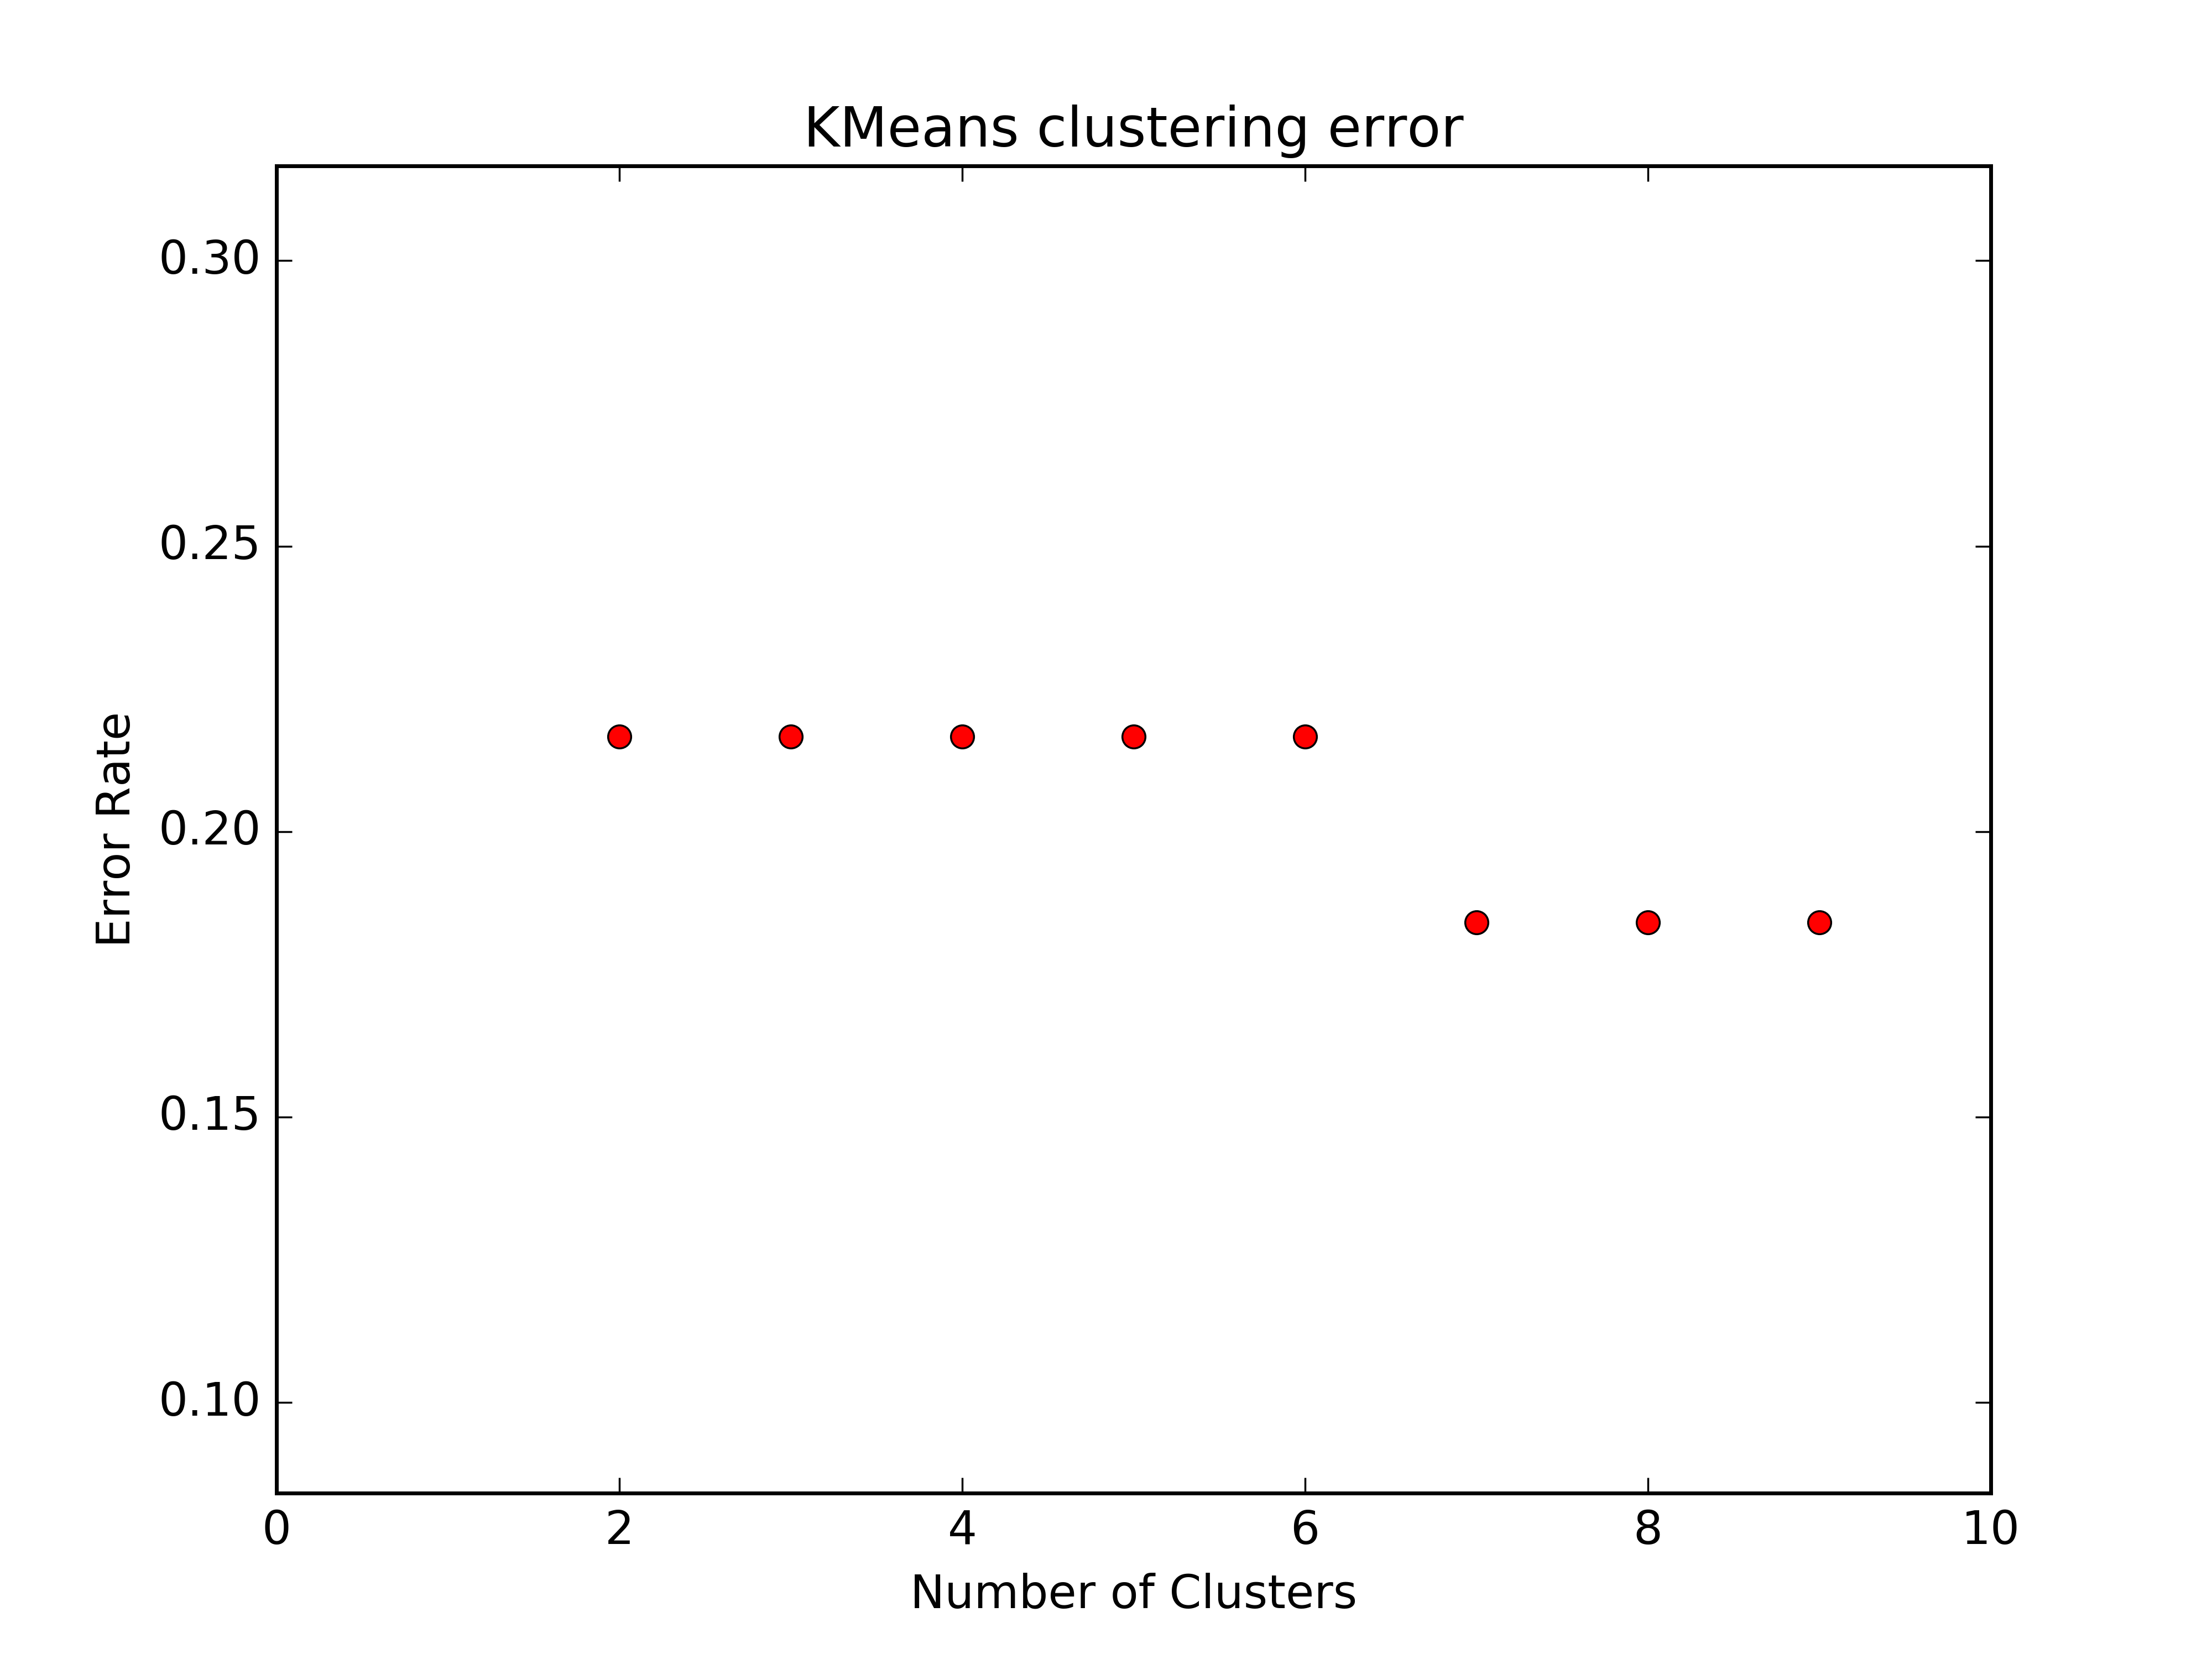 KMeans clustering error
0.30
0.25
0.20
0.15
0.10
Error Rate
0 2 4 6 8 10
Number of Clusters